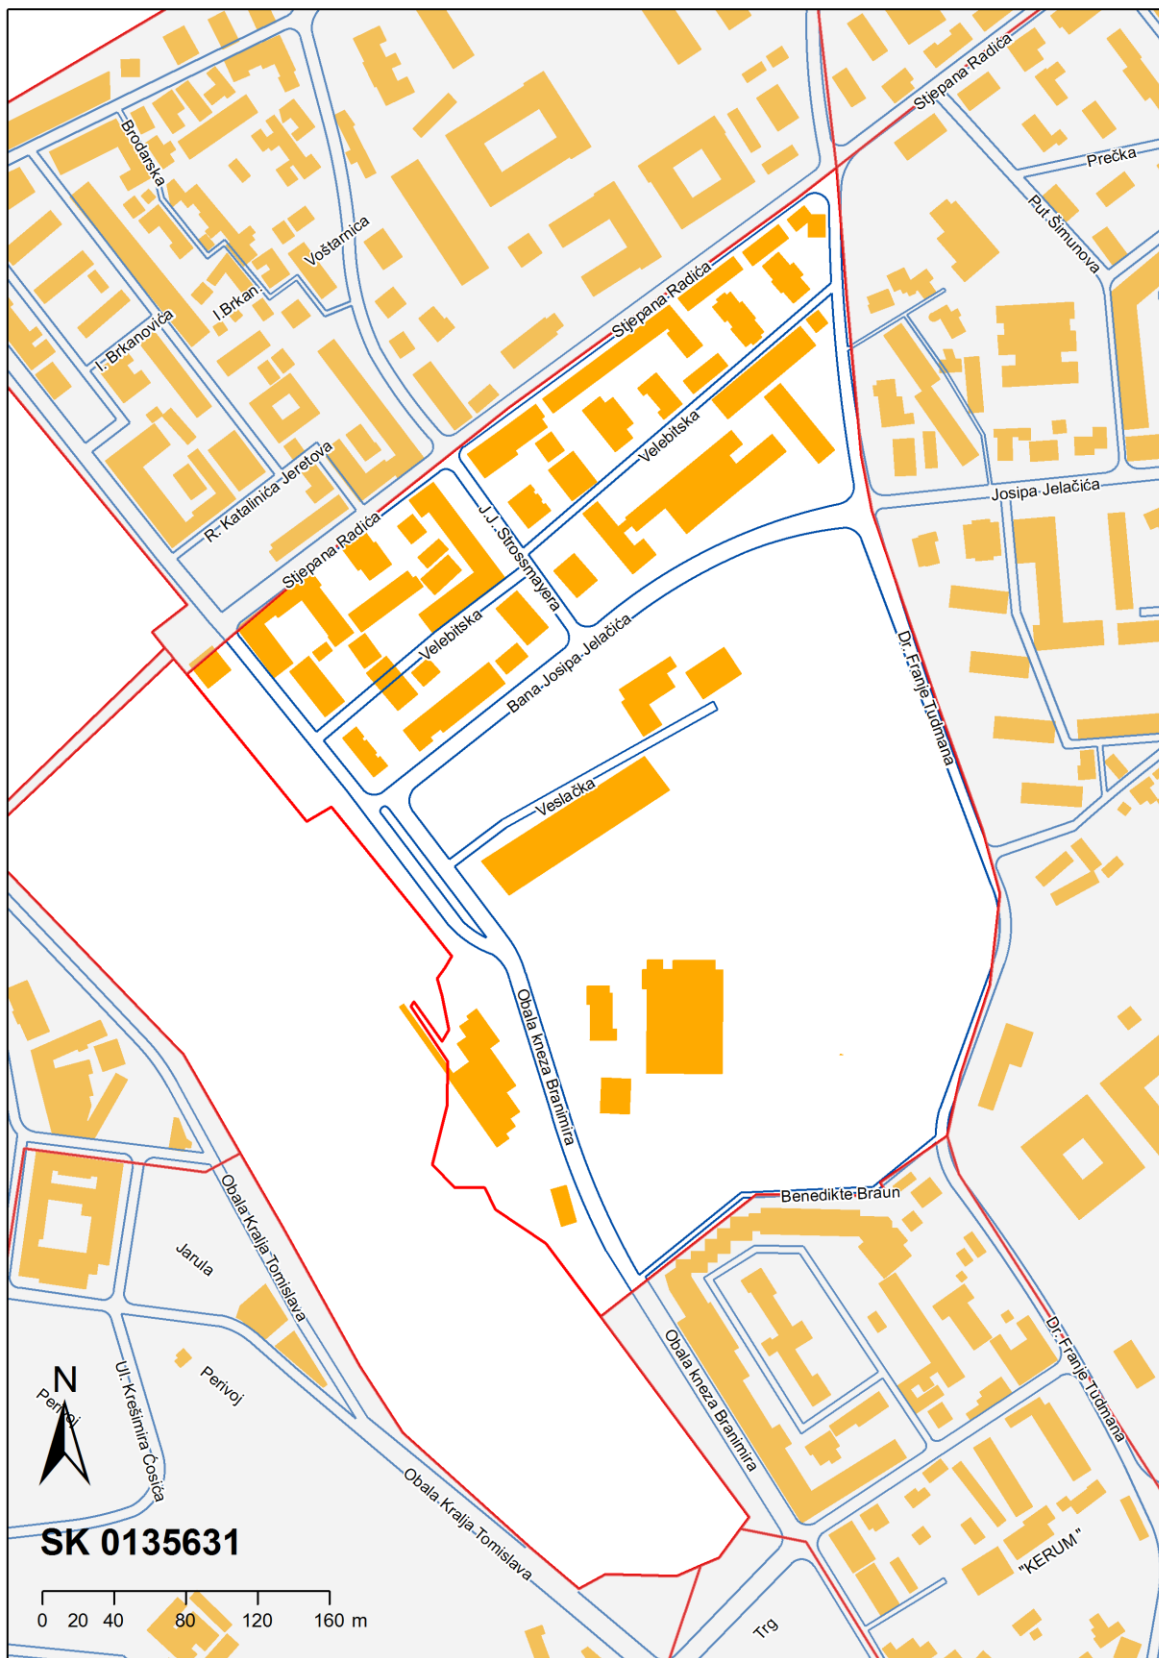 Stjepana Radića
Brodarska
Prečka
Put Šimunova
Voštarnica
I.Brkan.
Stjepana Radića
I. Brkanovića
Velebitska
R. Katalinića Jeretova
Josipa Jelačića
Stjepana Radića
J.J. Strossmayera
Velebitska
Bana Josipa Jelačića
Dr. Franje Tuđmana
Veslačka
Obala kneza Branimira
Benedikte Braun
Obala Kralja Tomislava
Jarula
Obala kneza Branimira
Dr. Franje Tuđmana
Perivoj
N
Perivoj
Ul. Krešimira Ćosića
Obala Kralja Tomislava
SK 0135631
"KERUM"
0 20 40 80 120 160 m
Trg